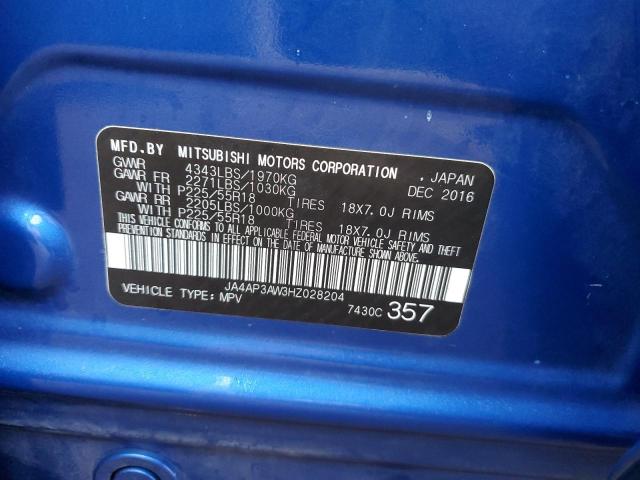 MFD.BY MITSUBISHI MOTORS CORPORATION , JAPAN
GVWR 4343LBS/1970KG DEC 2016
GAWR FR 2271LBS/1030KG
WITH P225/55R18 TIRES 18X7.0J RIMS
GAWR RR 2205LBS/1000KG
WITH P225/55R18 TIRES 18X7.0J RIMS
THIS VEHICLE CONFORMS TO ALL APPLICABLE FEDERAL MOTOR VEHICLE SAFETY AND THEFT
PREVENTION STANDARDS IN EFFECT ON THE DATE OF MANUFACTURE SHOWN ABOVE.
JA4AP3AW3HZ028204
VEHICLE TYPE: MPV 7430C 357